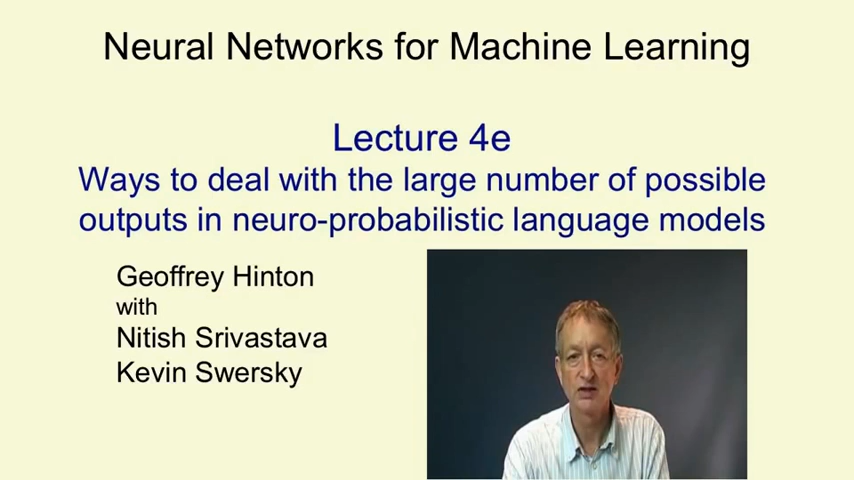 Neural Networks for Machine Learning
Lecture 4e
Ways to deal with the large number of possible
outputs in neuro-probabilistic language models
Geoffrey Hinton
with
Nitish Srivastava
Kevin Swersky